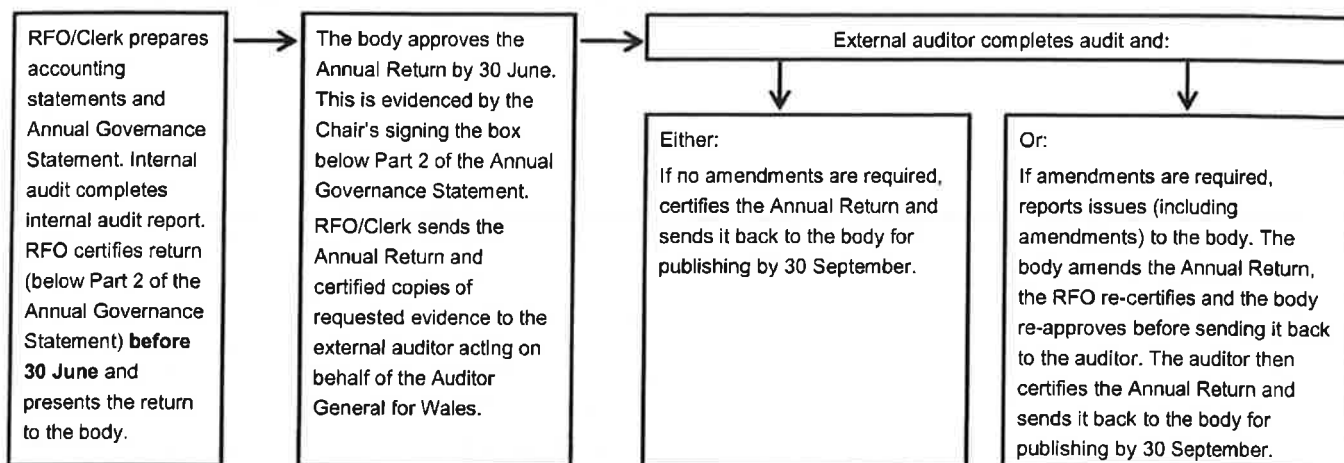 RFO/Clerk prepares
accounting
statements and
Annual Governance
Statement. Internal
audit completes
internal audit report.
RFO certifies return
(below Part 2 of the
Annual Governance
Statement) before
30 June and
presents the return
to the body.
The body approves the
Annual Return by 30 June.
This is evidenced by the
Chair's signing the box
below Part 2 of the Annual
Governance Statement.
RFO/Clerk sends the
Annual Return and
certified copies of
requested evidence to the
external auditor acting on
behalf of the Auditor
General for Wales.
External auditor completes audit and:
Either:
If no amendments are required,
certifies the Annual Return and
sends it back to the body for
publishing by 30 September.
Or:
If amendments are required,
reports issues (including
amendments) to the body. The
body amends the Annual Return,
the RFO re-certifies and the body
re-approves before sending it back
to the auditor. The auditor then
certifies the Annual Return and
sends it back to the body for
publishing by 30 September.